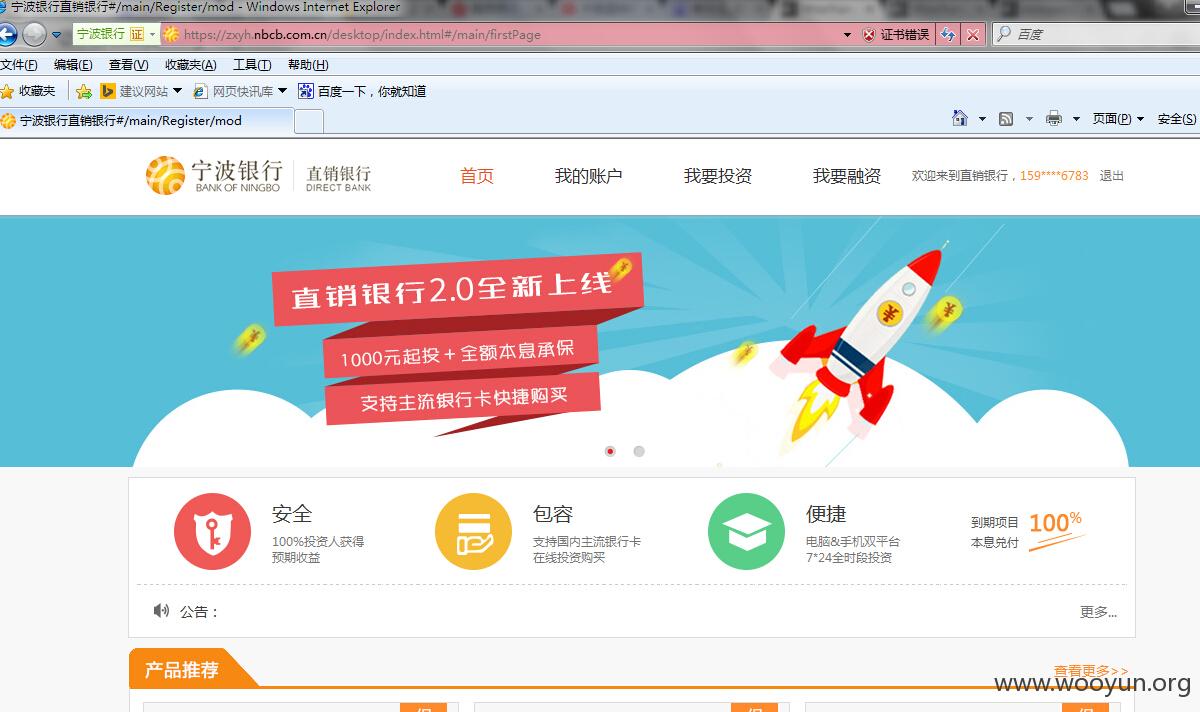 宁波银行直销银行#/main/Register/mod - Windows Internet Explorer
宁波银行 证 https://zxyh.nbcb.com.cn/desktop/index.html#/main/firstPage 证书错误 百度
文件(F) 编辑(E) 查看(V) 收藏夹(A) 工具(T) 帮助(H)
收藏夹 建议网站 网页快讯库 百度一下，你就知道
宁波银行直销银行#/main/Register/mod 页面(P) 安全(S)
宁波银行 直销银行 首页 我的账户 我要投资 我要融资 欢迎来到直销银行，159****6783 退出
BANK OF NINGBO DIRECT BANK
直销银行2.0全新上线
1000元起投+全额本息承保
支持主流银行卡快捷购买
安全
100%投资人获得
预期收益
包容
支持国内主流银行卡
在线投资购买
便捷
电脑&手机双平台
7*24全时段投资
到期项目
本息兑付
100%
公告：
更多...
产品推荐
查看更多>>
www.wooyun.org